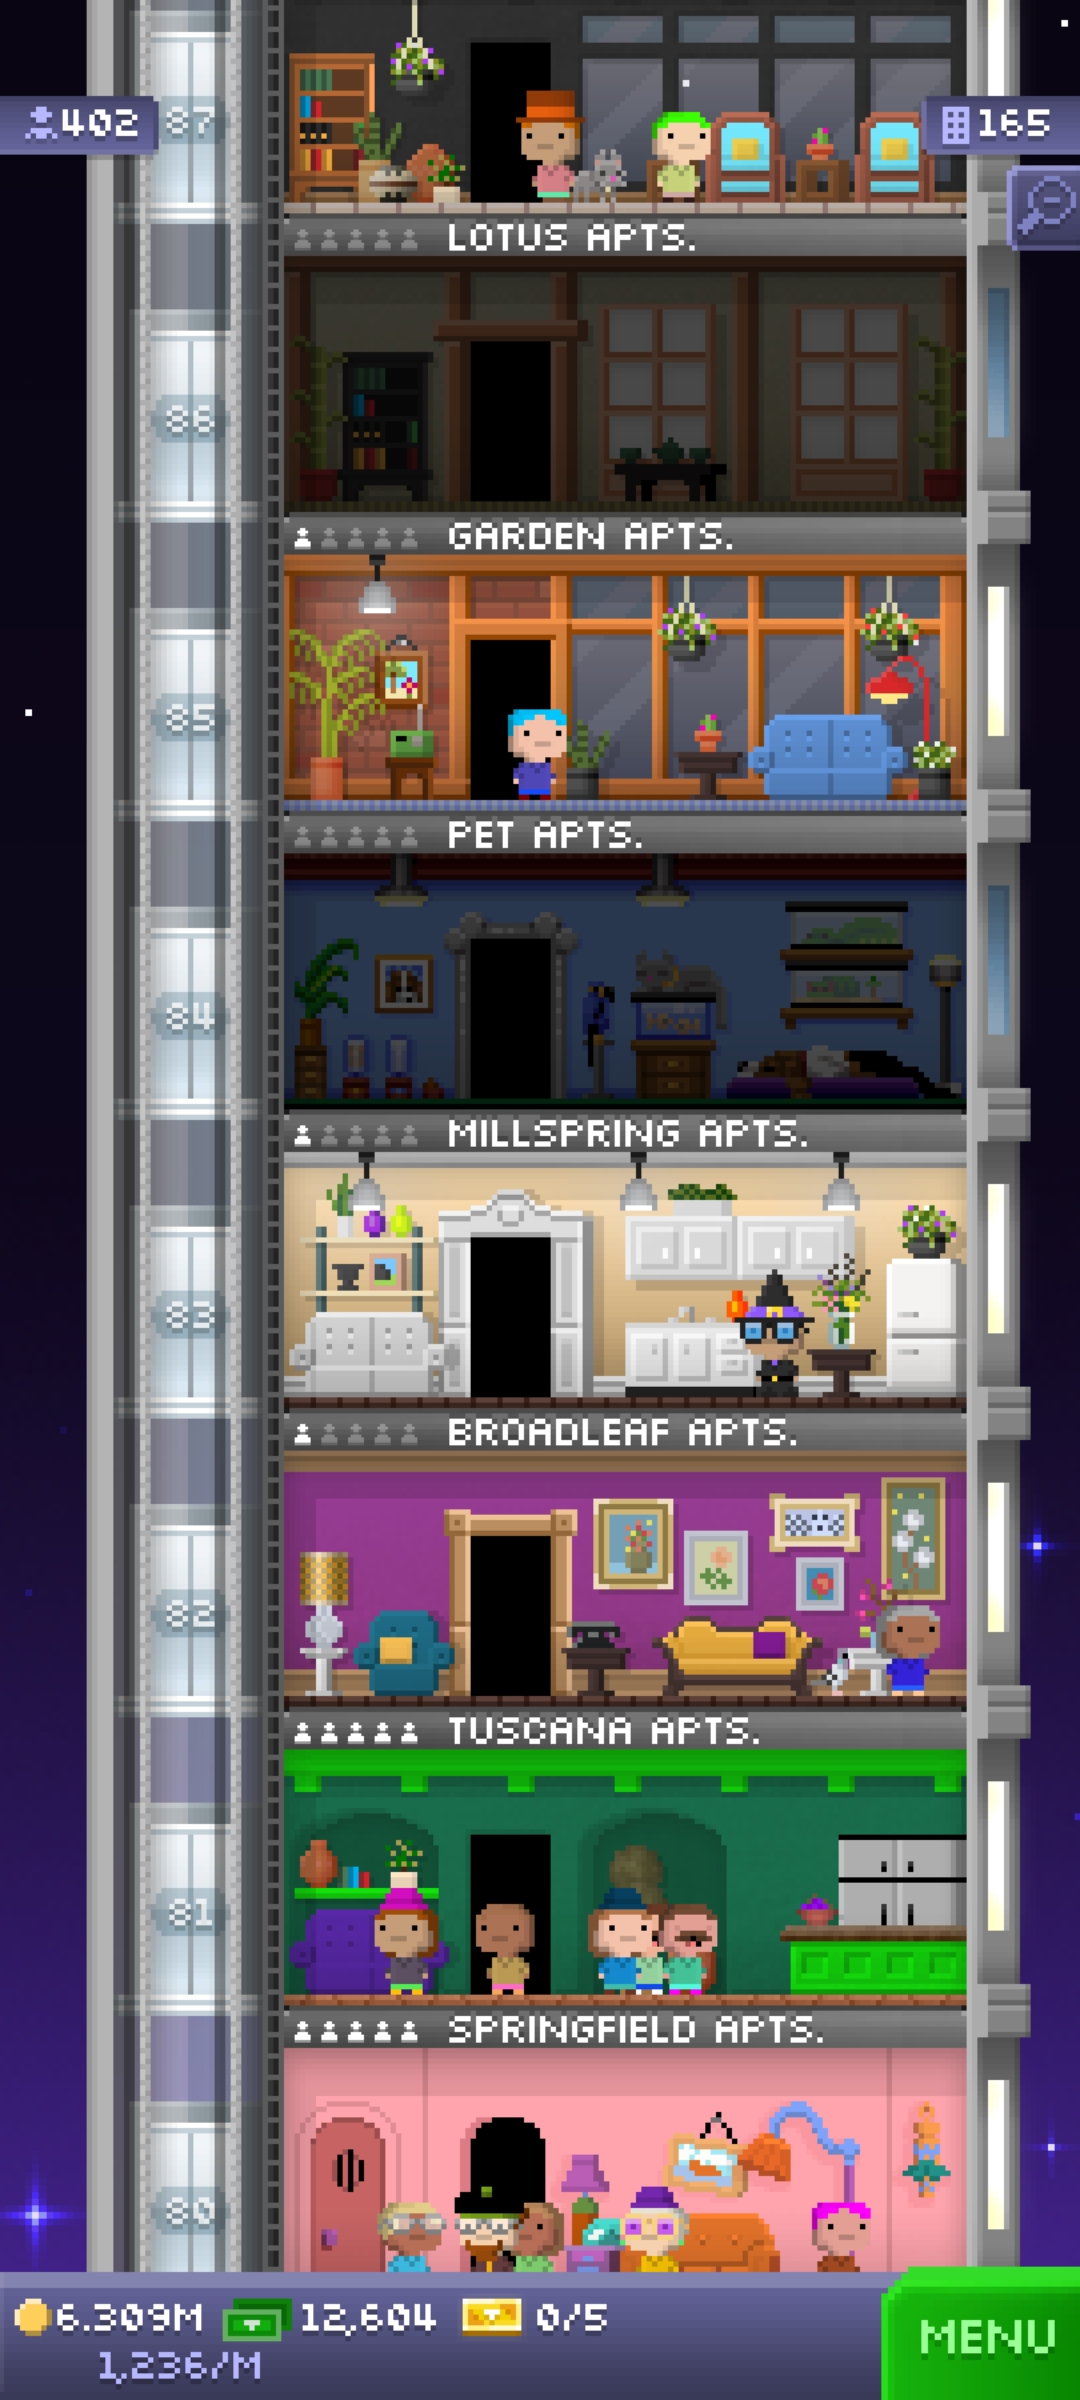 402
87
165
LOTUS APTS.
86
GARDEN APTS.
85
PET APTS.
84
MILLSPRING APTS.
83
BROADLEAF APTS.
82
TUSCANA APTS.
81
SPRINGFIELD APTS.
80
6.309M 12,604 0/5
1,236/M
MENU